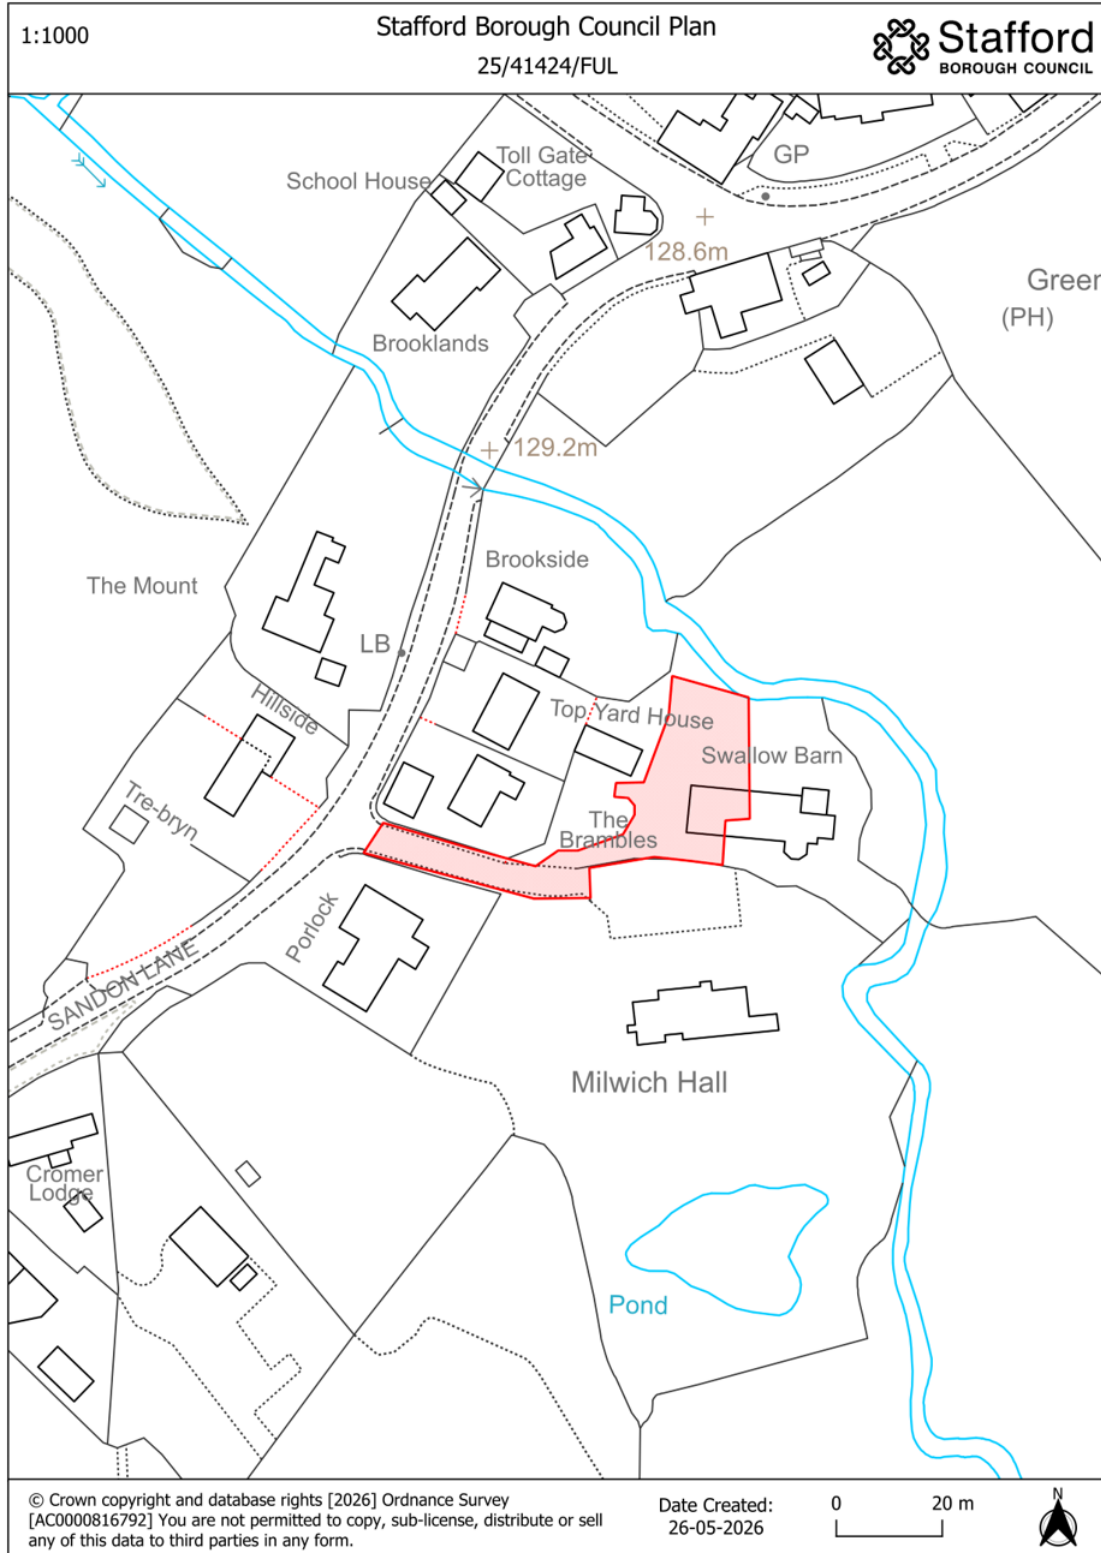 1:1000
Stafford Borough Council Plan
25/41424/FUL
Stafford
BOROUGH COUNCIL
Toll Gate
Cottage
GP
School House
128.6m
Green
(PH)
Brooklands
129.2m
Brookside
The Mount
LB
Hillside
Top Yard House
Swallow Barn
Tre-bryn
The
Brambles
Porlock
SANDON LANE
Milwich Hall
Cromer
Lodge
Pond
© Crown copyright and database rights [2026] Ordnance Survey
[AC0000816792] You are not permitted to copy, sub-license, distribute or sell
any of this data to third parties in any form.
Date Created:
26-05-2026
0 20 m
N